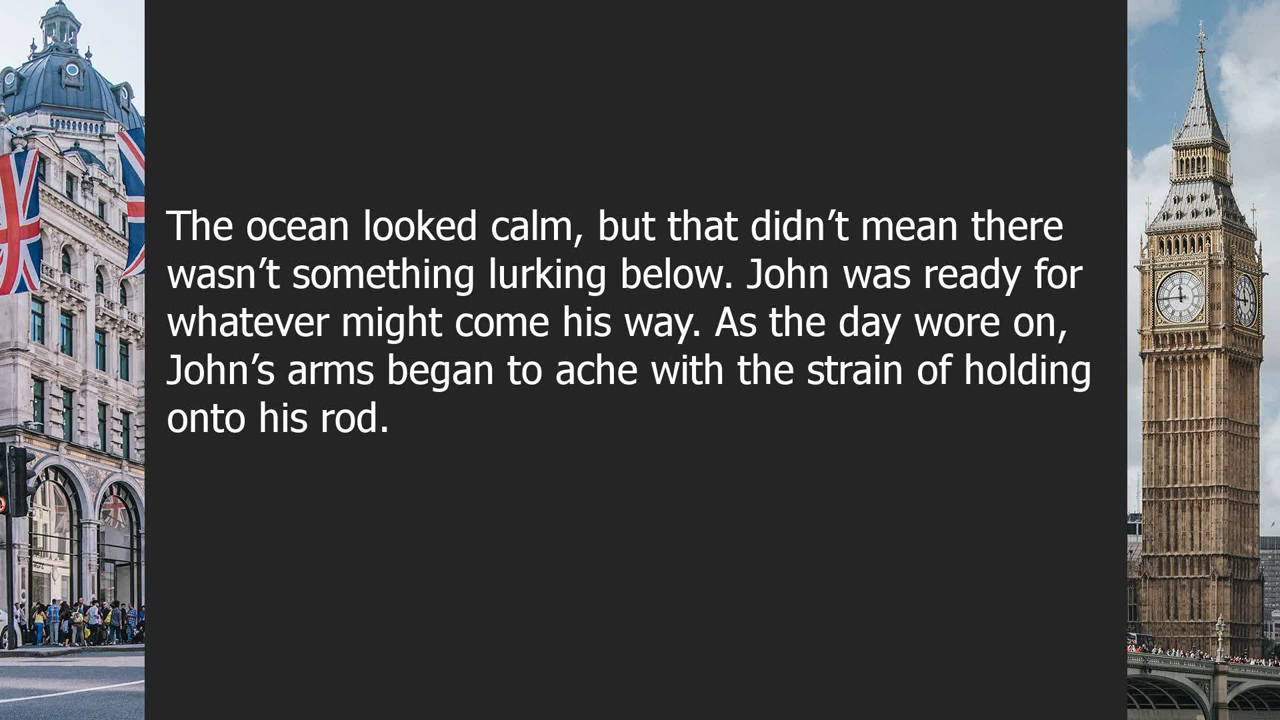 The ocean looked calm, but that didn’t mean there
wasn’t something lurking below. John was ready for
whatever might come his way. As the day wore on,
John’s arms began to ache with the strain of holding
onto his rod.